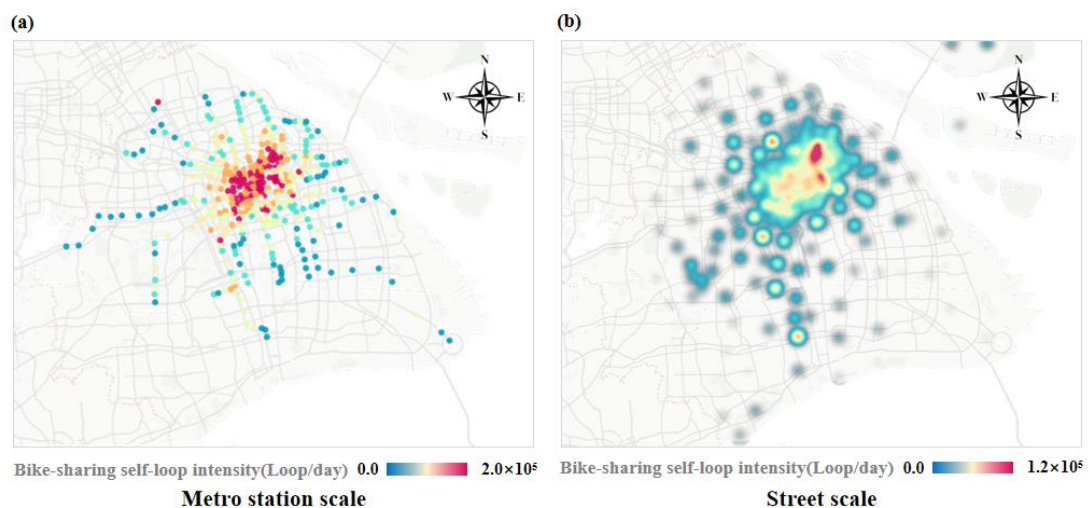 (a)
(b)
N
W E
S
N
W E
S
Bike-sharing self-loop intensity(Loop/day) 0.0 2.0×10⁵
Metro station scale
Bike-sharing self-loop intensity(Loop/day) 0.0 1.2×10⁵
Street scale